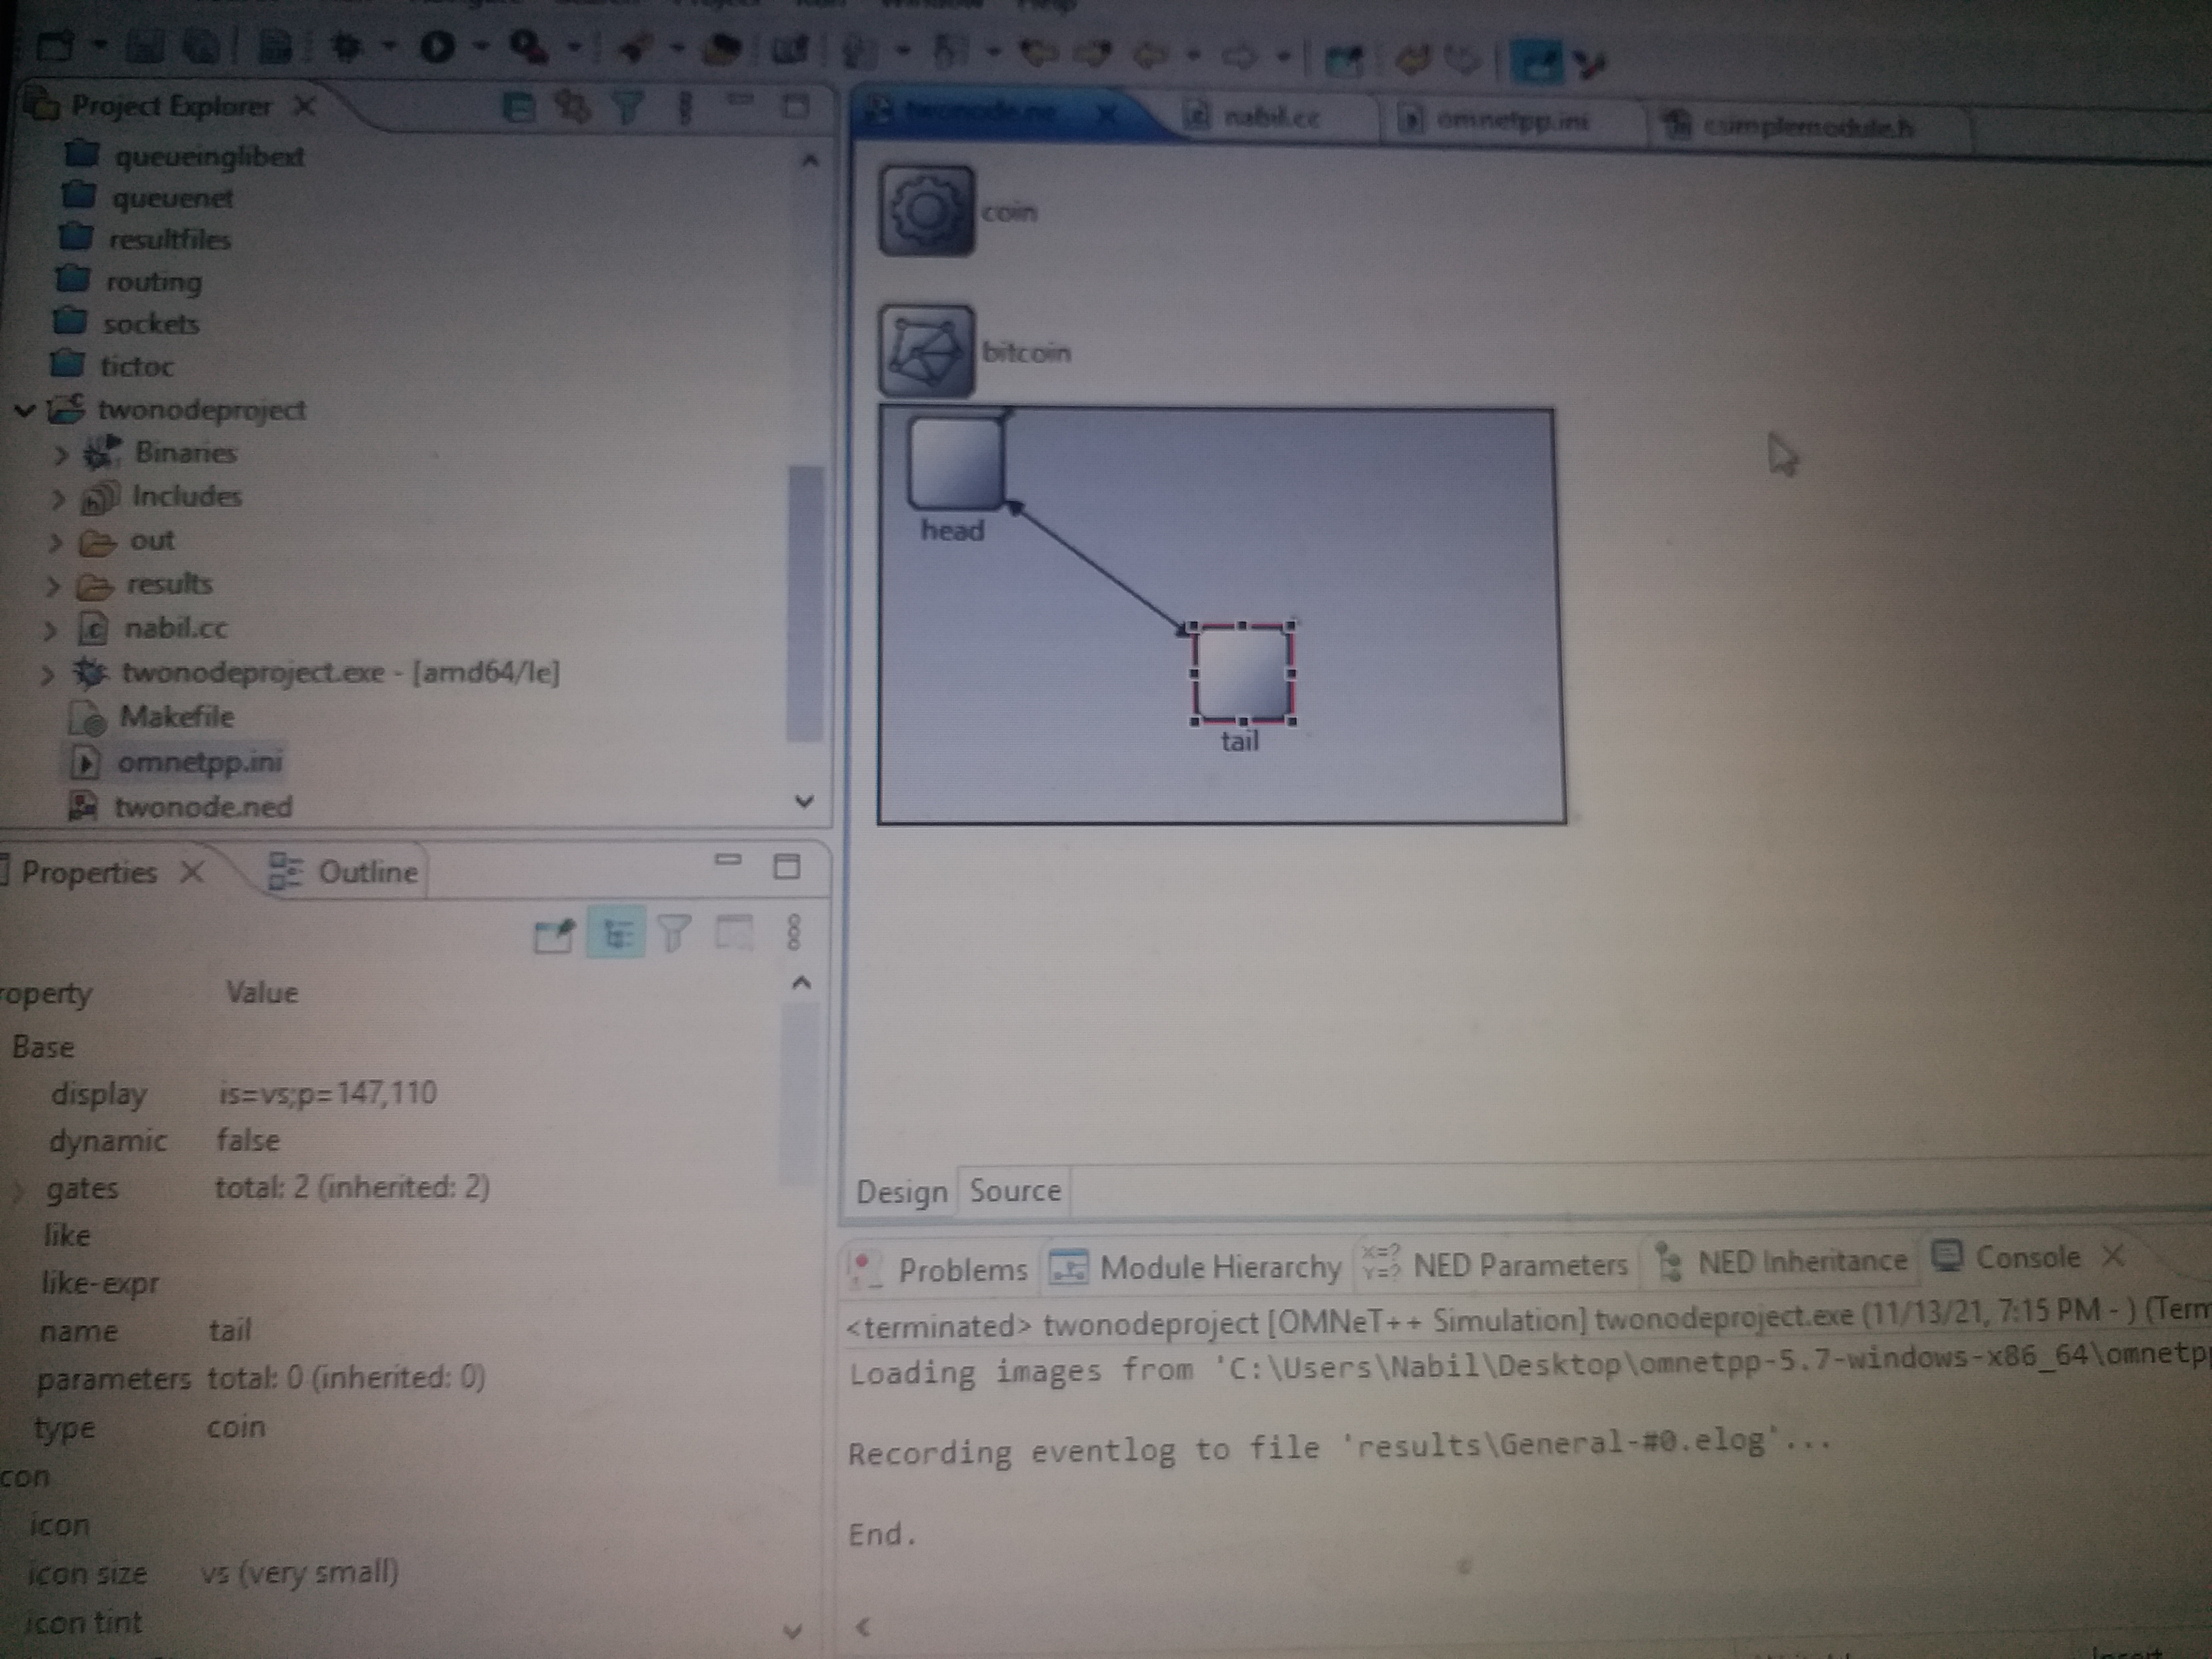 Project Explorer
queueinglibext
queuenet
resultfiles
routing
sockets
tictoc
twonodeproject
Binaries
Includes
out
results
nabil.cc
twonodeproject.exe - [amd64/le]
Makefile
omnetpp.ini
twonode.ned
Properties
Outline
roperty Value
Base
display is=vs;p=147,110
dynamic false
gates total: 2 (inherited: 2)
like
like-expr
name tail
parameters total: 0 (inherited: 0)
type coin
con
icon
icon size vs (very small)
icon tint
twonode.ne nabil.cc omnetpp.ini csimplemodule.h
coin
bitcoin
head
tail
Design Source
Problems Module Hierarchy X=? Y=? NED Parameters NED Inheritance Console
<terminated> twonodeproject [OMNeT++ Simulation] twonodeproject.exe (11/13/21, 7:15 PM - ) (Term
Loading images from 'C:\Users\Nabil\Desktop\omnetpp-5.7-windows-x86_64\omnetp
Recording eventlog to file 'results\General-#0.elog'...
End.